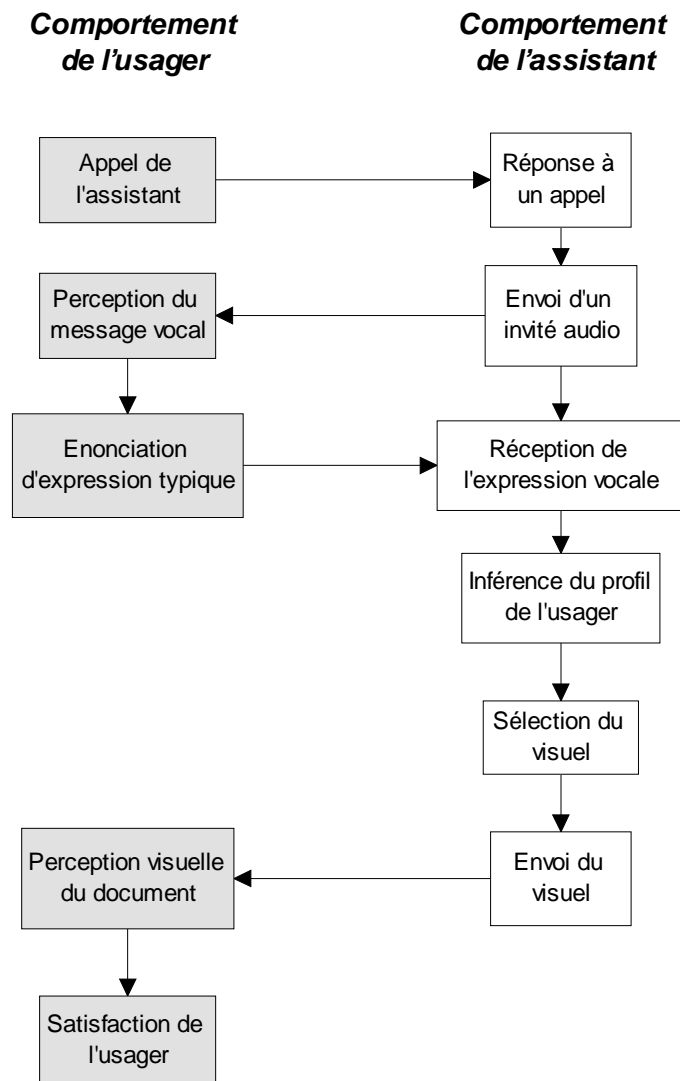 Comportement
de l'usager
Comportement
de l'assistant
Appel de
l'assistant
Réponse à
un appel
Perception du
message vocal
Envoi d'un
invité audio
Enonciation
d'expression typique
Réception de
l'expression vocale
Inférence du profil
de l'usager
Sélection du
visuel
Perception visuelle
du document
Envoi du
visuel
Satisfaction de
l'usager